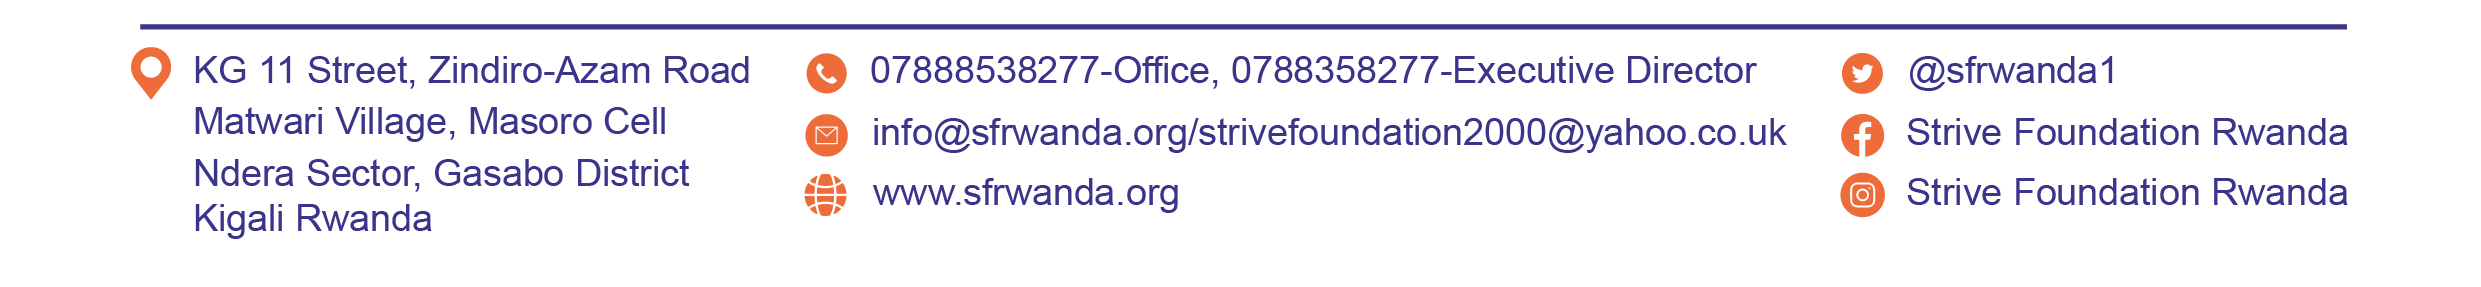 KG 11 Street, Zindiro-Azam Road
Matwari Village, Masoro Cell
Ndera Sector, Gasabo District
Kigali Rwanda
07888538277-Office, 0788358277-Executive Director
info@sfrwanda.org/strivefoundation2000@yahoo.co.uk
www.sfrwanda.org
@sfrwanda1
Strive Foundation Rwanda
Strive Foundation Rwanda